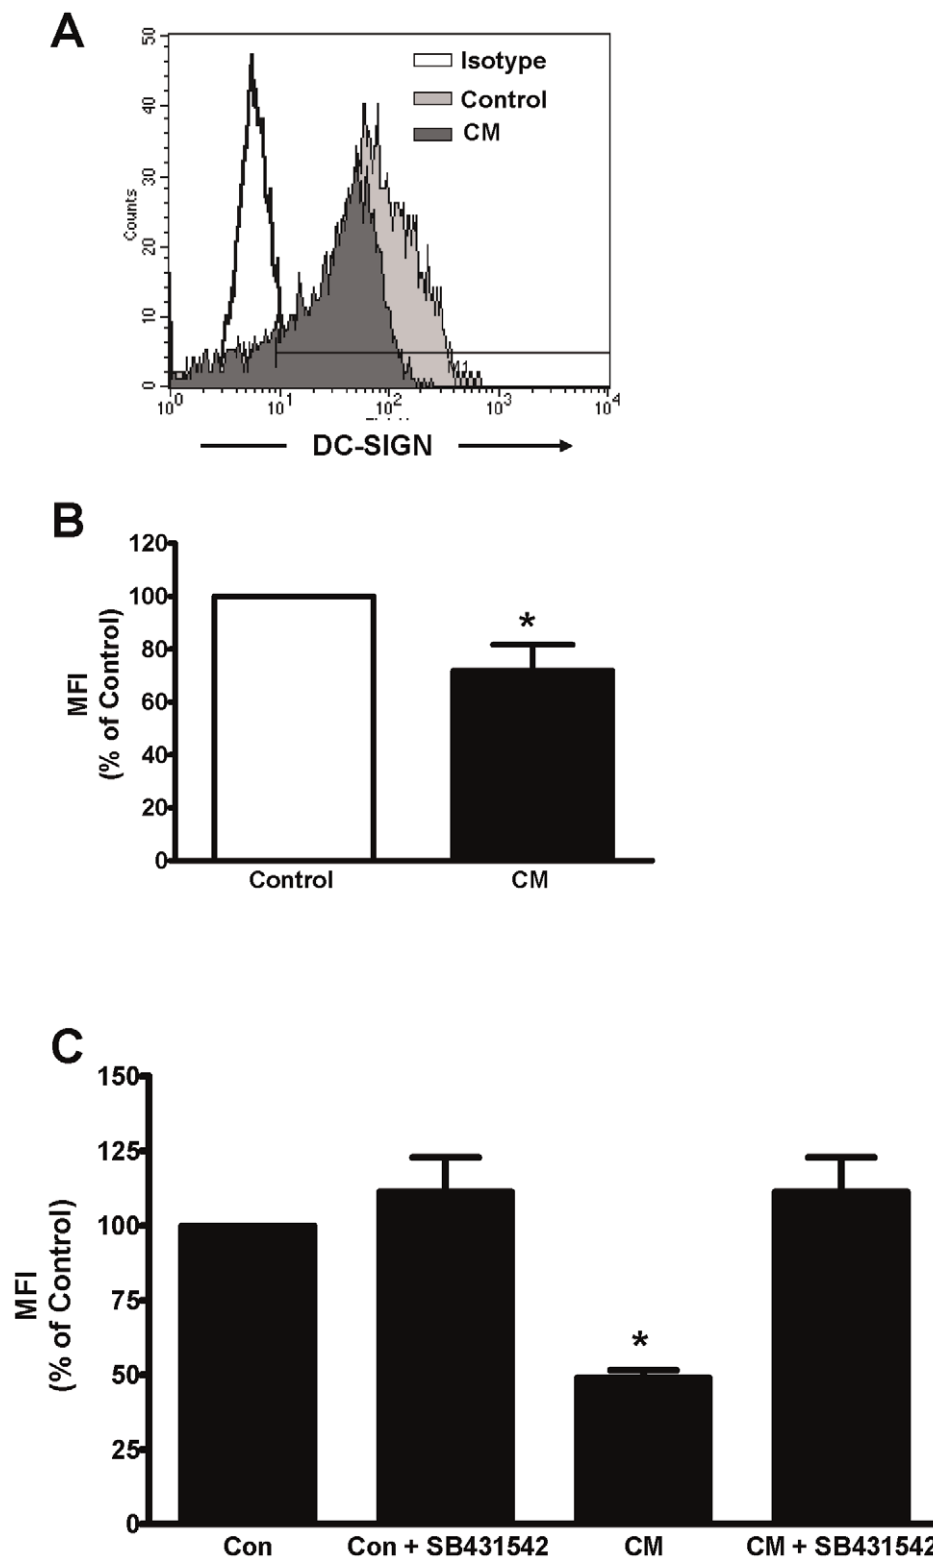 A
50
40
30
20
10
0
Counts
Isotype
Control
CM
10^0
10^1
10^2
10^3
10^4
DC-SIGN
B
120
100
80
60
40
20
0
MFI
(% of Control)
*
Control
CM
C
150
125
100
75
50
25
0
MFI
(% of Control)
*
Con
Con + SB431542
CM
CM + SB431542